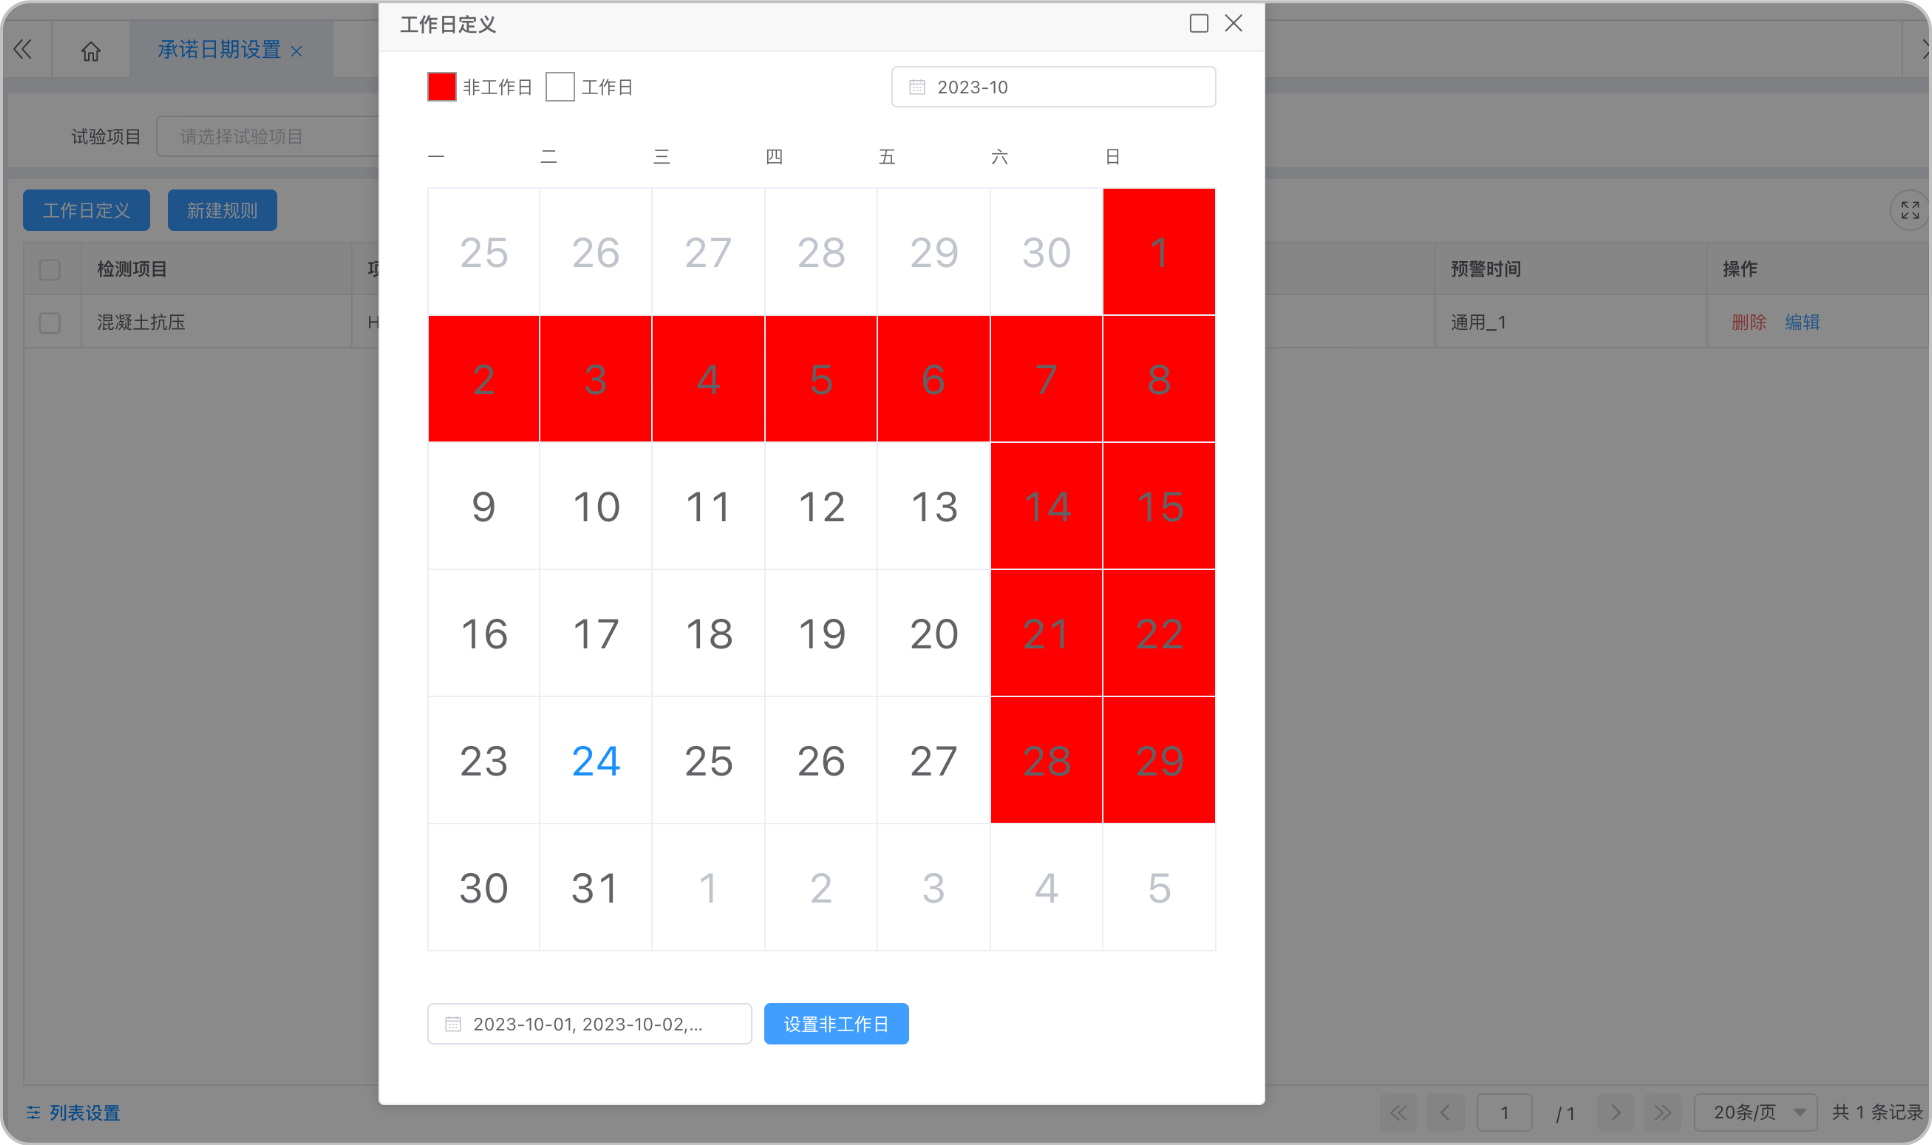 工作日定义
承诺日期设置
非工作日 工作日 2023-10
试验项目 请选择试验项目
一 二 三 四 五 六 日
工作日定义 新建规则
25 26 27 28 29 30 1
检测项目 预警时间 操作
混凝土抗压 H 通用_1 删除 编辑
2 3 4 5 6 7 8
9 10 11 12 13 14 15
16 17 18 19 20 21 22
23 24 25 26 27 28 29
30 31 1 2 3 4 5
2023-10-01, 2023-10-02,... 设置非工作日
列表设置 1 / 1 20条/页 共 1 条记录